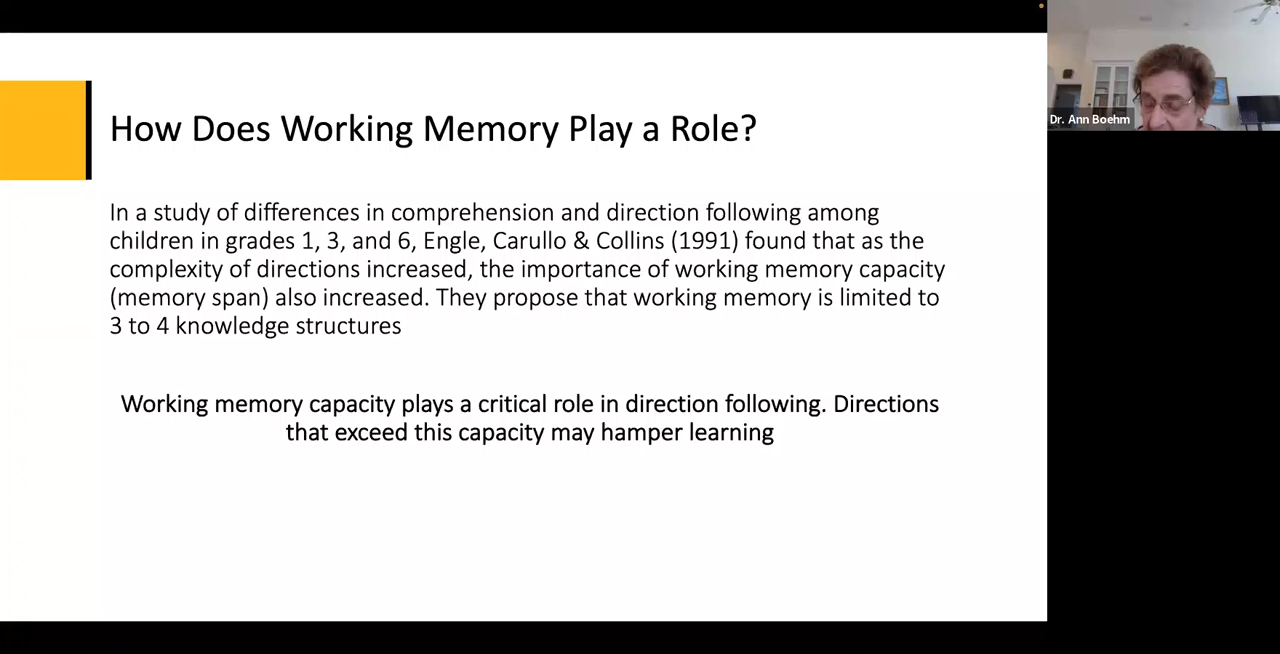 How Does Working Memory Play a Role?
In a study of differences in comprehension and direction following among
children in grades 1, 3, and 6, Engle, Carullo & Collins (1991) found that as the
complexity of directions increased, the importance of working memory capacity
(memory span) also increased. They propose that working memory is limited to
3 to 4 knowledge structures
Working memory capacity plays a critical role in direction following. Directions
that exceed this capacity may hamper learning
Dr. Ann Boehm